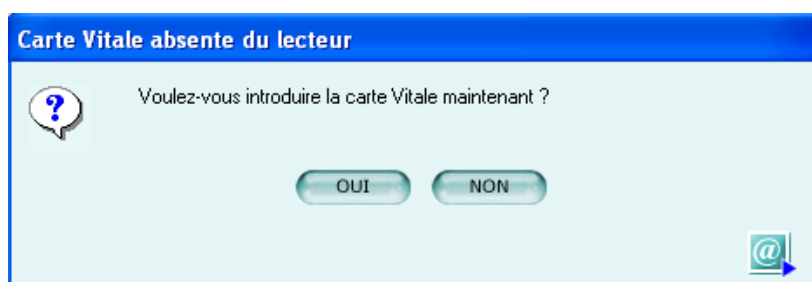 Carte Vitale absente du lecteur
Voulez-vous introduire la carte Vitale maintenant ?
OUI NON